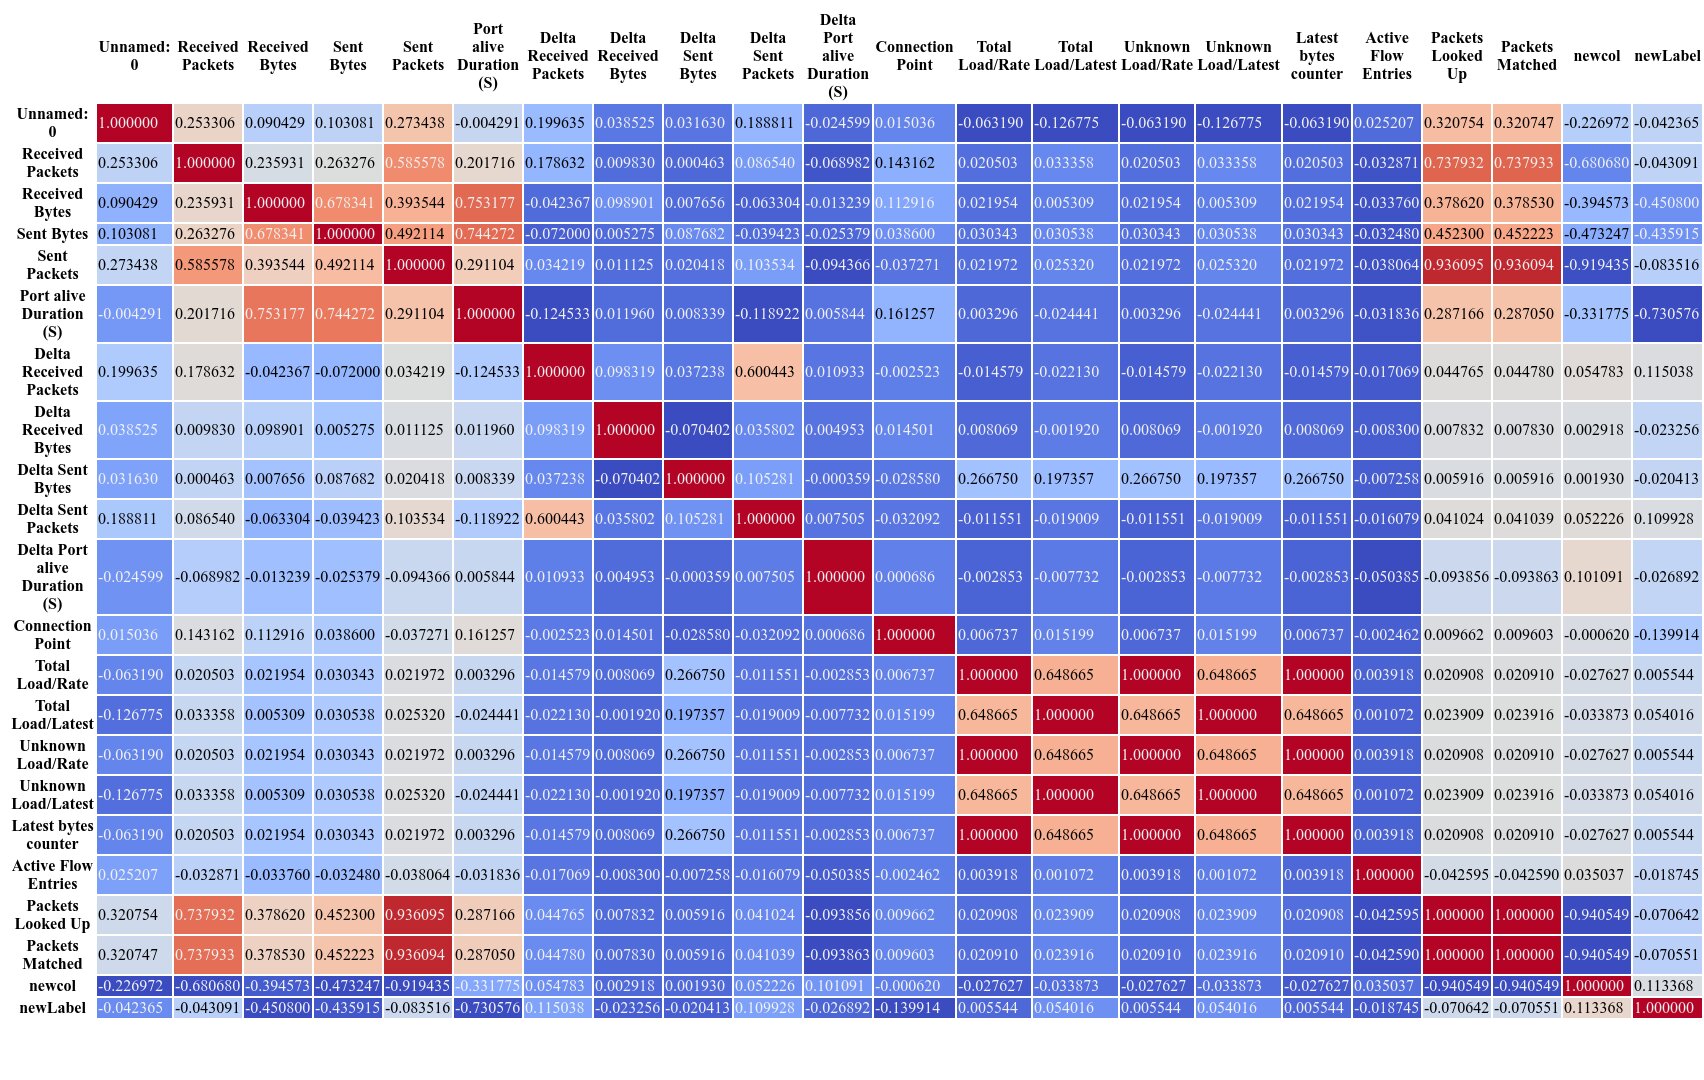 Unnamed: 0 Received Packets Received Bytes Sent Bytes Sent Packets Port alive Duration (S) Delta Received Packets Delta Received Bytes Delta Sent Bytes Delta Sent Packets Delta Port alive Duration (S) Connection Point Total Load/Rate Total Load/Latest Unknown Load/Rate Unknown Load/Latest Latest bytes counter Active Flow Entries Packets Looked Up Packets Matched newcol newLabel
Unnamed: 0 1.000000 0.253306 0.090429 0.103081 0.273438 -0.004291 0.199635 0.038525 0.031630 0.188811 -0.024599 0.015036 -0.063190 -0.126775 -0.063190 -0.126775 -0.063190 0.025207 0.320754 0.320747 -0.226972 -0.042365
Received Packets 0.253306 1.000000 0.235931 0.263276 0.585578 0.201716 0.178632 0.009830 0.000463 0.086540 -0.068982 0.143162 0.020503 0.033358 0.020503 0.033358 0.020503 -0.032871 0.737932 0.737933 -0.680680 -0.043091
Received Bytes 0.090429 0.235931 1.000000 0.678341 0.393544 0.753177 -0.042367 0.098901 0.007656 -0.063304 -0.013239 0.112916 0.021954 0.005309 0.021954 0.005309 0.021954 -0.033760 0.378620 0.378530 -0.394573 -0.450800
Sent Bytes 0.103081 0.263276 0.678341 1.000000 0.492114 0.744272 -0.072000 0.005275 0.087682 -0.039423 -0.025379 0.038600 0.030343 0.030538 0.030343 0.030538 0.030343 -0.032480 0.452300 0.452223 -0.473247 -0.435915
Sent Packets 0.273438 0.585578 0.393544 0.492114 1.000000 0.291104 0.034219 0.011125 0.020418 0.103534 -0.094366 -0.037271 0.021972 0.025320 0.021972 0.025320 0.021972 -0.038064 0.936095 0.936094 -0.919435 -0.083516
Port alive Duration (S) -0.004291 0.201716 0.753177 0.744272 0.291104 1.000000 -0.124533 0.011960 0.008339 -0.118922 0.005844 0.161257 0.003296 -0.024441 0.003296 -0.024441 0.003296 -0.031836 0.287166 0.287050 -0.331775 -0.730576
Delta Received Packets 0.199635 0.178632 -0.042367 -0.072000 0.034219 -0.124533 1.000000 0.098319 0.037238 0.600443 0.010933 -0.002523 -0.014579 -0.022130 -0.014579 -0.022130 -0.014579 -0.017069 0.044765 0.044780 0.054783 0.115038
Delta Received Bytes 0.038525 0.009830 0.098901 0.005275 0.011125 0.011960 0.098319 1.000000 -0.070402 0.035802 0.004953 0.014501 0.008069 -0.001920 0.008069 -0.001920 0.008069 -0.008300 0.007832 0.007830 0.002918 -0.023256
Delta Sent Bytes 0.031630 0.000463 0.007656 0.087682 0.020418 0.008339 0.037238 -0.070402 1.000000 0.105281 -0.000359 -0.028580 0.266750 0.197357 0.266750 0.197357 0.266750 -0.007258 0.005916 0.005916 0.001930 -0.020413
Delta Sent Packets 0.188811 0.086540 -0.063304 -0.039423 0.103534 -0.118922 0.600443 0.035802 0.105281 1.000000 0.007505 -0.032092 -0.011551 -0.019009 -0.011551 -0.019009 -0.011551 -0.016079 0.041024 0.041039 0.052226 0.109928
Delta Port alive Duration (S) -0.024599 -0.068982 -0.013239 -0.025379 -0.094366 0.005844 0.010933 0.004953 -0.000359 0.007505 1.000000 0.000686 -0.002853 -0.007732 -0.002853 -0.007732 -0.002853 -0.050385 -0.093856 -0.093863 0.101091 -0.026892
Connection Point 0.015036 0.143162 0.112916 0.038600 -0.037271 0.161257 -0.002523 0.014501 -0.028580 -0.032092 0.000686 1.000000 0.006737 0.015199 0.006737 0.015199 0.006737 -0.002462 0.009662 0.009603 -0.000620 -0.139914
Total Load/Rate -0.063190 0.020503 0.021954 0.030343 0.021972 0.003296 -0.014579 0.008069 0.266750 -0.011551 -0.002853 0.006737 1.000000 0.648665 1.000000 0.648665 1.000000 0.003918 0.020908 0.020910 -0.027627 0.005544
Total Load/Latest -0.126775 0.033358 0.005309 0.030538 0.025320 -0.024441 -0.022130 -0.001920 0.197357 -0.019009 -0.007732 0.015199 0.648665 1.000000 0.648665 1.000000 0.648665 0.001072 0.023909 0.023916 -0.033873 0.054016
Unknown Load/Rate -0.063190 0.020503 0.021954 0.030343 0.021972 0.003296 -0.014579 0.008069 0.266750 -0.011551 -0.002853 0.006737 1.000000 0.648665 1.000000 0.648665 1.000000 0.003918 0.020908 0.020910 -0.027627 0.005544
Unknown Load/Latest -0.126775 0.033358 0.005309 0.030538 0.025320 -0.024441 -0.022130 -0.001920 0.197357 -0.019009 -0.007732 0.015199 0.648665 1.000000 0.648665 1.000000 0.648665 0.001072 0.023909 0.023916 -0.033873 0.054016
Latest bytes counter -0.063190 0.020503 0.021954 0.030343 0.021972 0.003296 -0.014579 0.008069 0.266750 -0.011551 -0.002853 0.006737 1.000000 0.648665 1.000000 0.648665 1.000000 0.003918 0.020908 0.020910 -0.027627 0.005544
Active Flow Entries 0.025207 -0.032871 -0.033760 -0.032480 -0.038064 -0.031836 -0.017069 -0.008300 -0.007258 -0.016079 -0.050385 -0.002462 0.003918 0.001072 0.003918 0.001072 0.003918 1.000000 -0.042595 -0.042590 0.035037 -0.018745
Packets Looked Up 0.320754 0.737932 0.378620 0.452300 0.936095 0.287166 0.044765 0.007832 0.005916 0.041024 -0.093856 0.009662 0.020908 0.023909 0.020908 0.023909 0.020908 -0.042595 1.000000 1.000000 -0.940549 -0.070642
Packets Matched 0.320747 0.737933 0.378530 0.452223 0.936094 0.287050 0.044780 0.007830 0.005916 0.041039 -0.093863 0.009603 0.020910 0.023916 0.020910 0.023916 0.020910 -0.042590 1.000000 1.000000 -0.940549 -0.070551
newcol -0.226972 -0.680680 -0.394573 -0.473247 -0.919435 -0.331775 0.054783 0.002918 0.001930 0.052226 0.101091 -0.000620 -0.027627 -0.033873 -0.027627 -0.033873 -0.027627 0.035037 -0.940549 -0.940549 1.000000 0.113368
newLabel -0.042365 -0.043091 -0.450800 -0.435915 -0.083516 -0.730576 0.115038 -0.023256 -0.020413 0.109928 -0.026892 -0.139914 0.005544 0.054016 0.005544 0.054016 0.005544 -0.018745 -0.070642 -0.070551 0.113368 1.000000